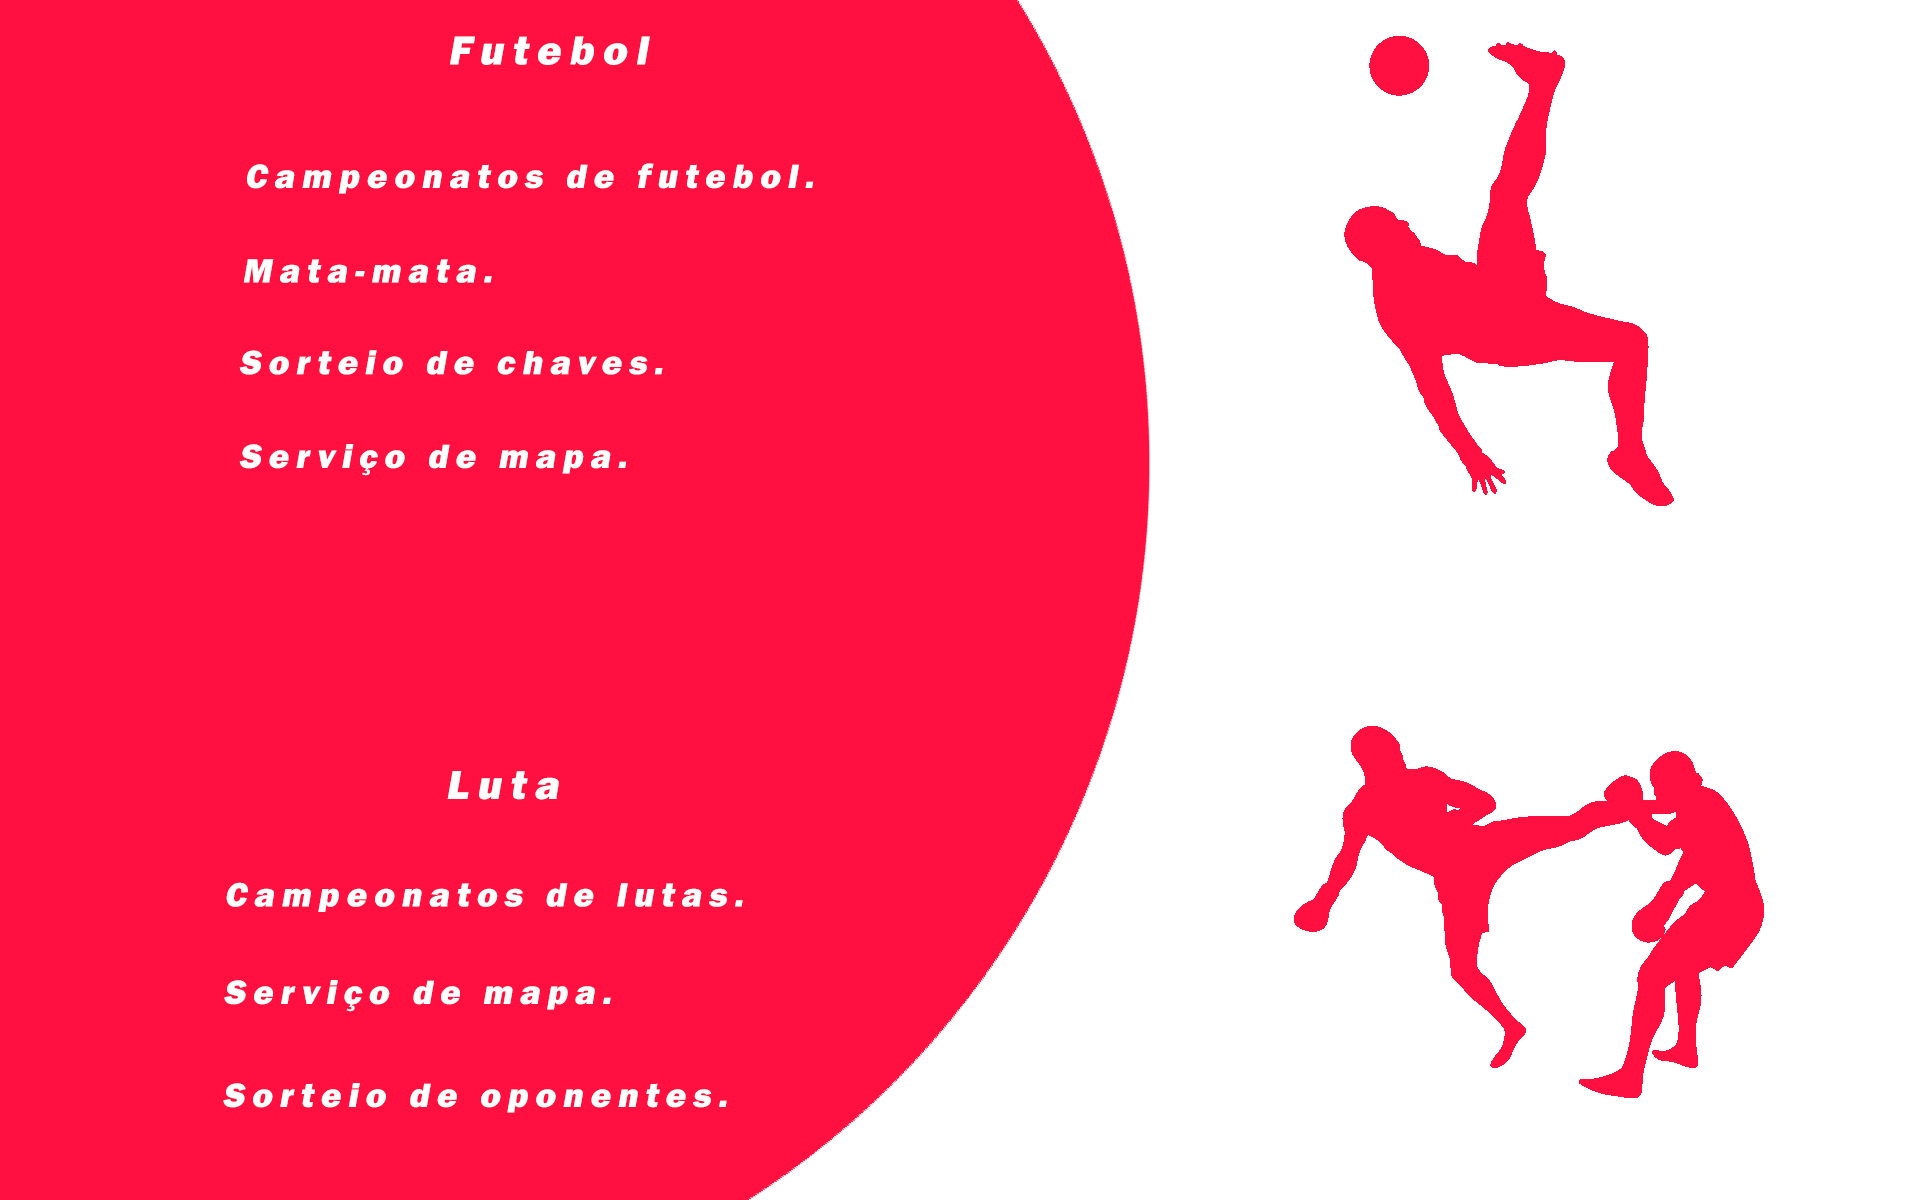 Futebol
Campeonatos de futebol.
Mata-mata.
Sorteio de chaves.
Serviço de mapa.
Luta
Campeonatos de lutas.
Serviço de mapa.
Sorteio de oponentes.